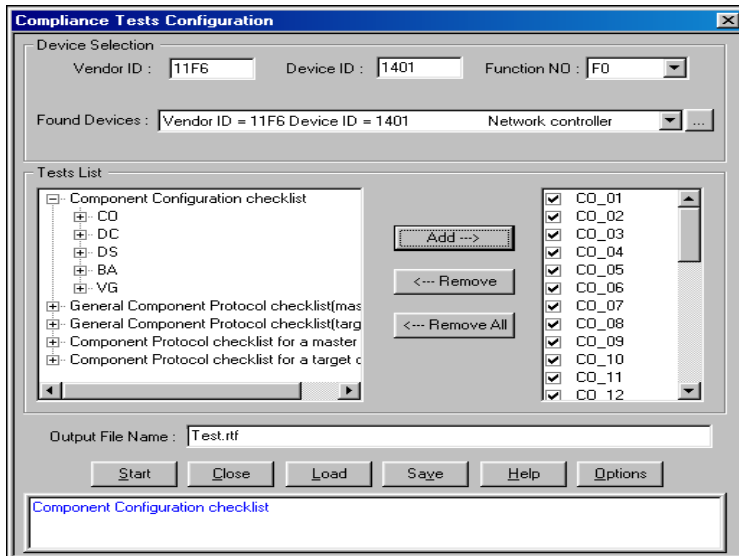 Compliance Tests Configuration
Device Selection
Vendor ID : 11F6 Device ID : 1401 Function NO : F0
Found Devices : Vendor ID = 11F6 Device ID = 1401 Network controller ...
Tests List
Component Configuration checklist
CO
DC
DS
BA
VG
General Component Protocol checklist(mas
General Component Protocol checklist(targ
Component Protocol checklist for a master
Component Protocol checklist for a target d
Add --->
<--- Remove
<--- Remove All
CO_01
CO_02
CO_03
CO_04
CO_05
CO_06
CO_07
CO_08
CO_09
CO_10
CO_11
CO_12
Output File Name : Test.rtf
Start Close Load Save Help Options
Component Configuration checklist